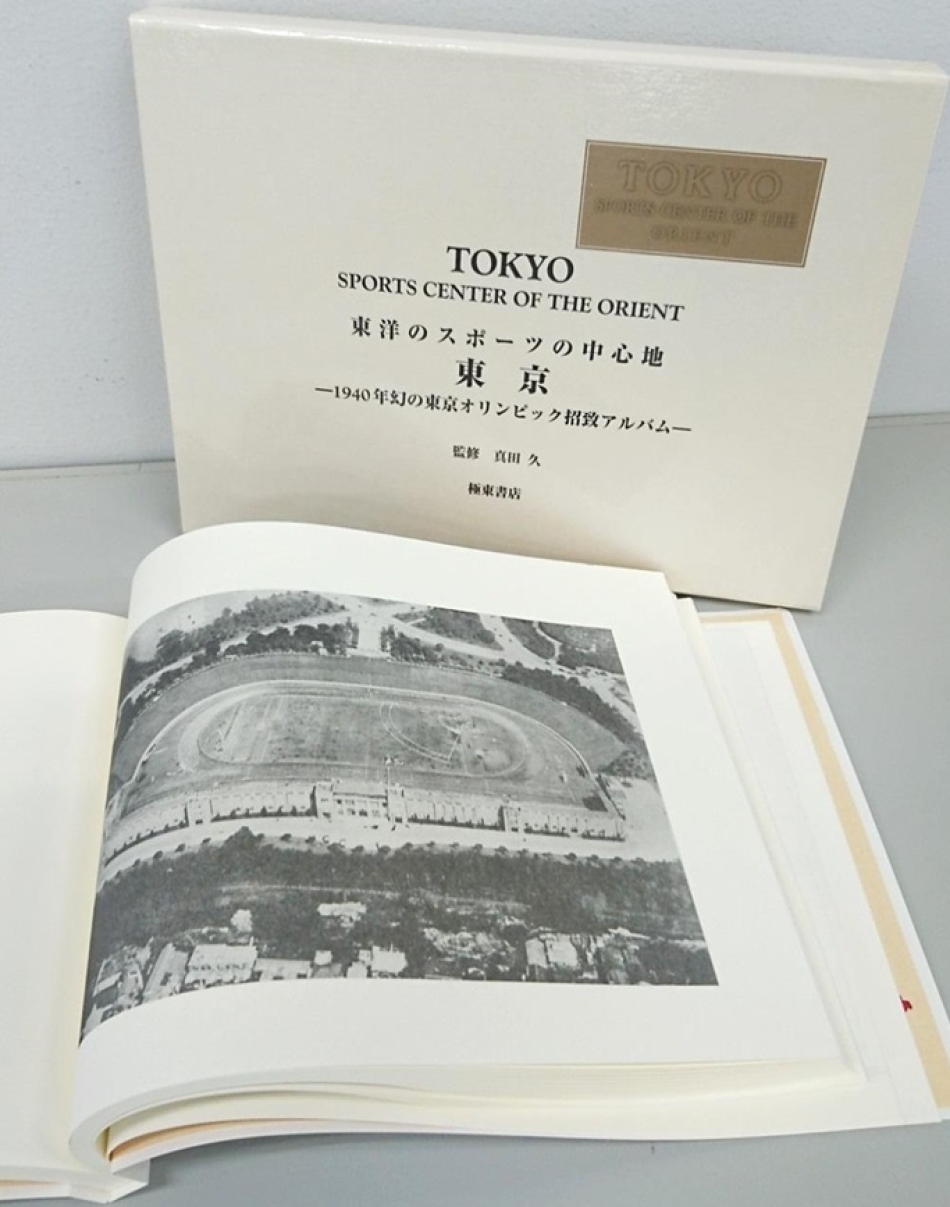 TOKYO
SPORTS CENTER OF THE
ORIENT
TOKYO
SPORTS CENTER OF THE ORIENT
東洋のスポーツの中心地
東 京
―1940年幻の東京オリンピック招致アルバム―
監修 真田 久
極東書店